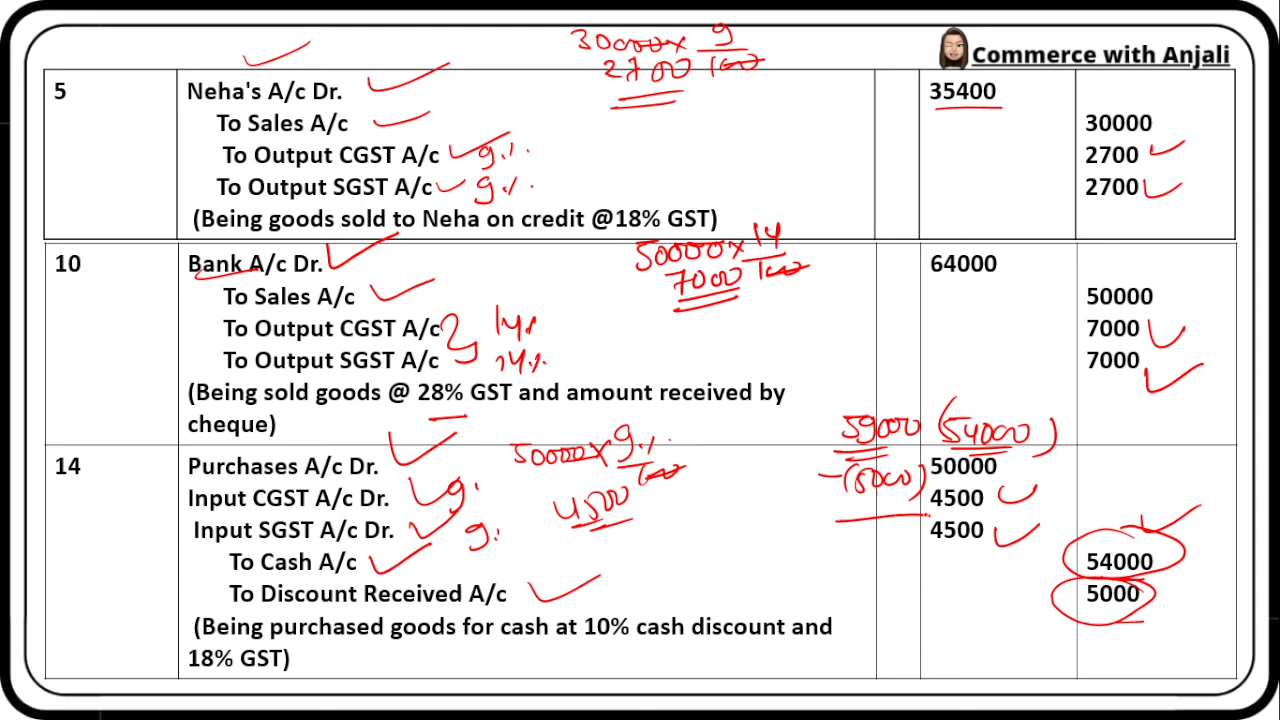 30000x 9
100
2700
Commerce with Anjali
5
Neha's A/c Dr.
35400
To Sales A/c
30000
To Output CGST A/c
9%
2700
To Output SGST A/c
9%
2700
(Being goods sold to Neha on credit @18% GST)
50000x 14
100
7000
10
Bank A/c Dr.
64000
To Sales A/c
50000
To Output CGST A/c
14%
7000
To Output SGST A/c
14%
7000
(Being sold goods @ 28% GST and amount received by
cheque)
59000 (54000)
50000x 9%
100
4500
-(5000)
14
Purchases A/c Dr.
50000
Input CGST A/c Dr.
9%
4500
Input SGST A/c Dr.
9%
4500
To Cash A/c
54000
To Discount Received A/c
5000
(Being purchased goods for cash at 10% cash discount and
18% GST)